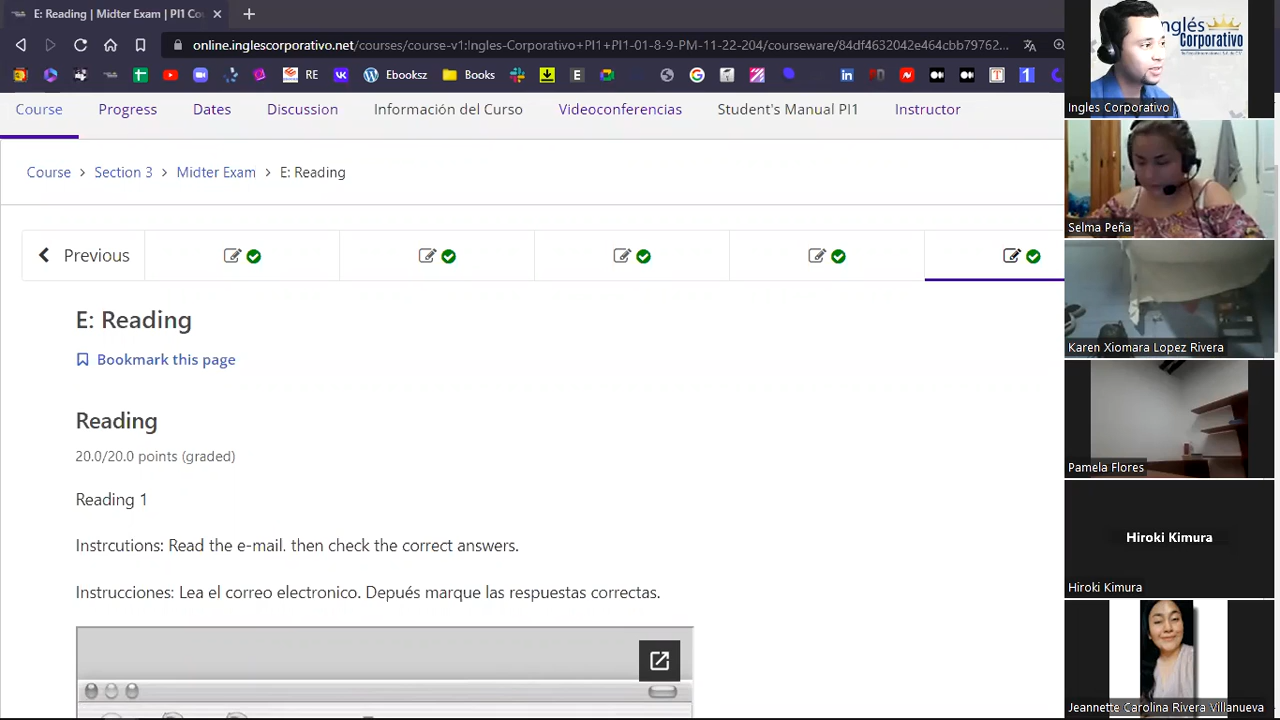 E: Reading | Midter Exam | PI1 Co
online.inglescorporativo.net/courses/course-v1:Ingles-Corporativo+PI1+PI1-01-8-9-PM-11-22-204/courseware/84df46320426464cbb79762...
RE
Eborbsz
Books
Course
Progress
Dates
Discussion
Información del Curso
Videoconferencias
Student's Manual PI1
Instructor
Course > Section 3 > Midter Exam > E: Reading
Previous
E: Reading
Bookmark this page
Reading
20.0/20.0 points (graded)
Reading 1
Instrcutions: Read the e-mail. then check the correct answers.
Instrucciones: Lea el correo electronico. Depués marque las respuestas correctas.
Inglés
Corporativo
Ingles Corporativo
Selma Peña
Karen Xiomara Lopez Rivera
Pamela Flores
Hiroki Kimura
Hiroki Kimura
Jeannette Carolina Rivera Villanueva